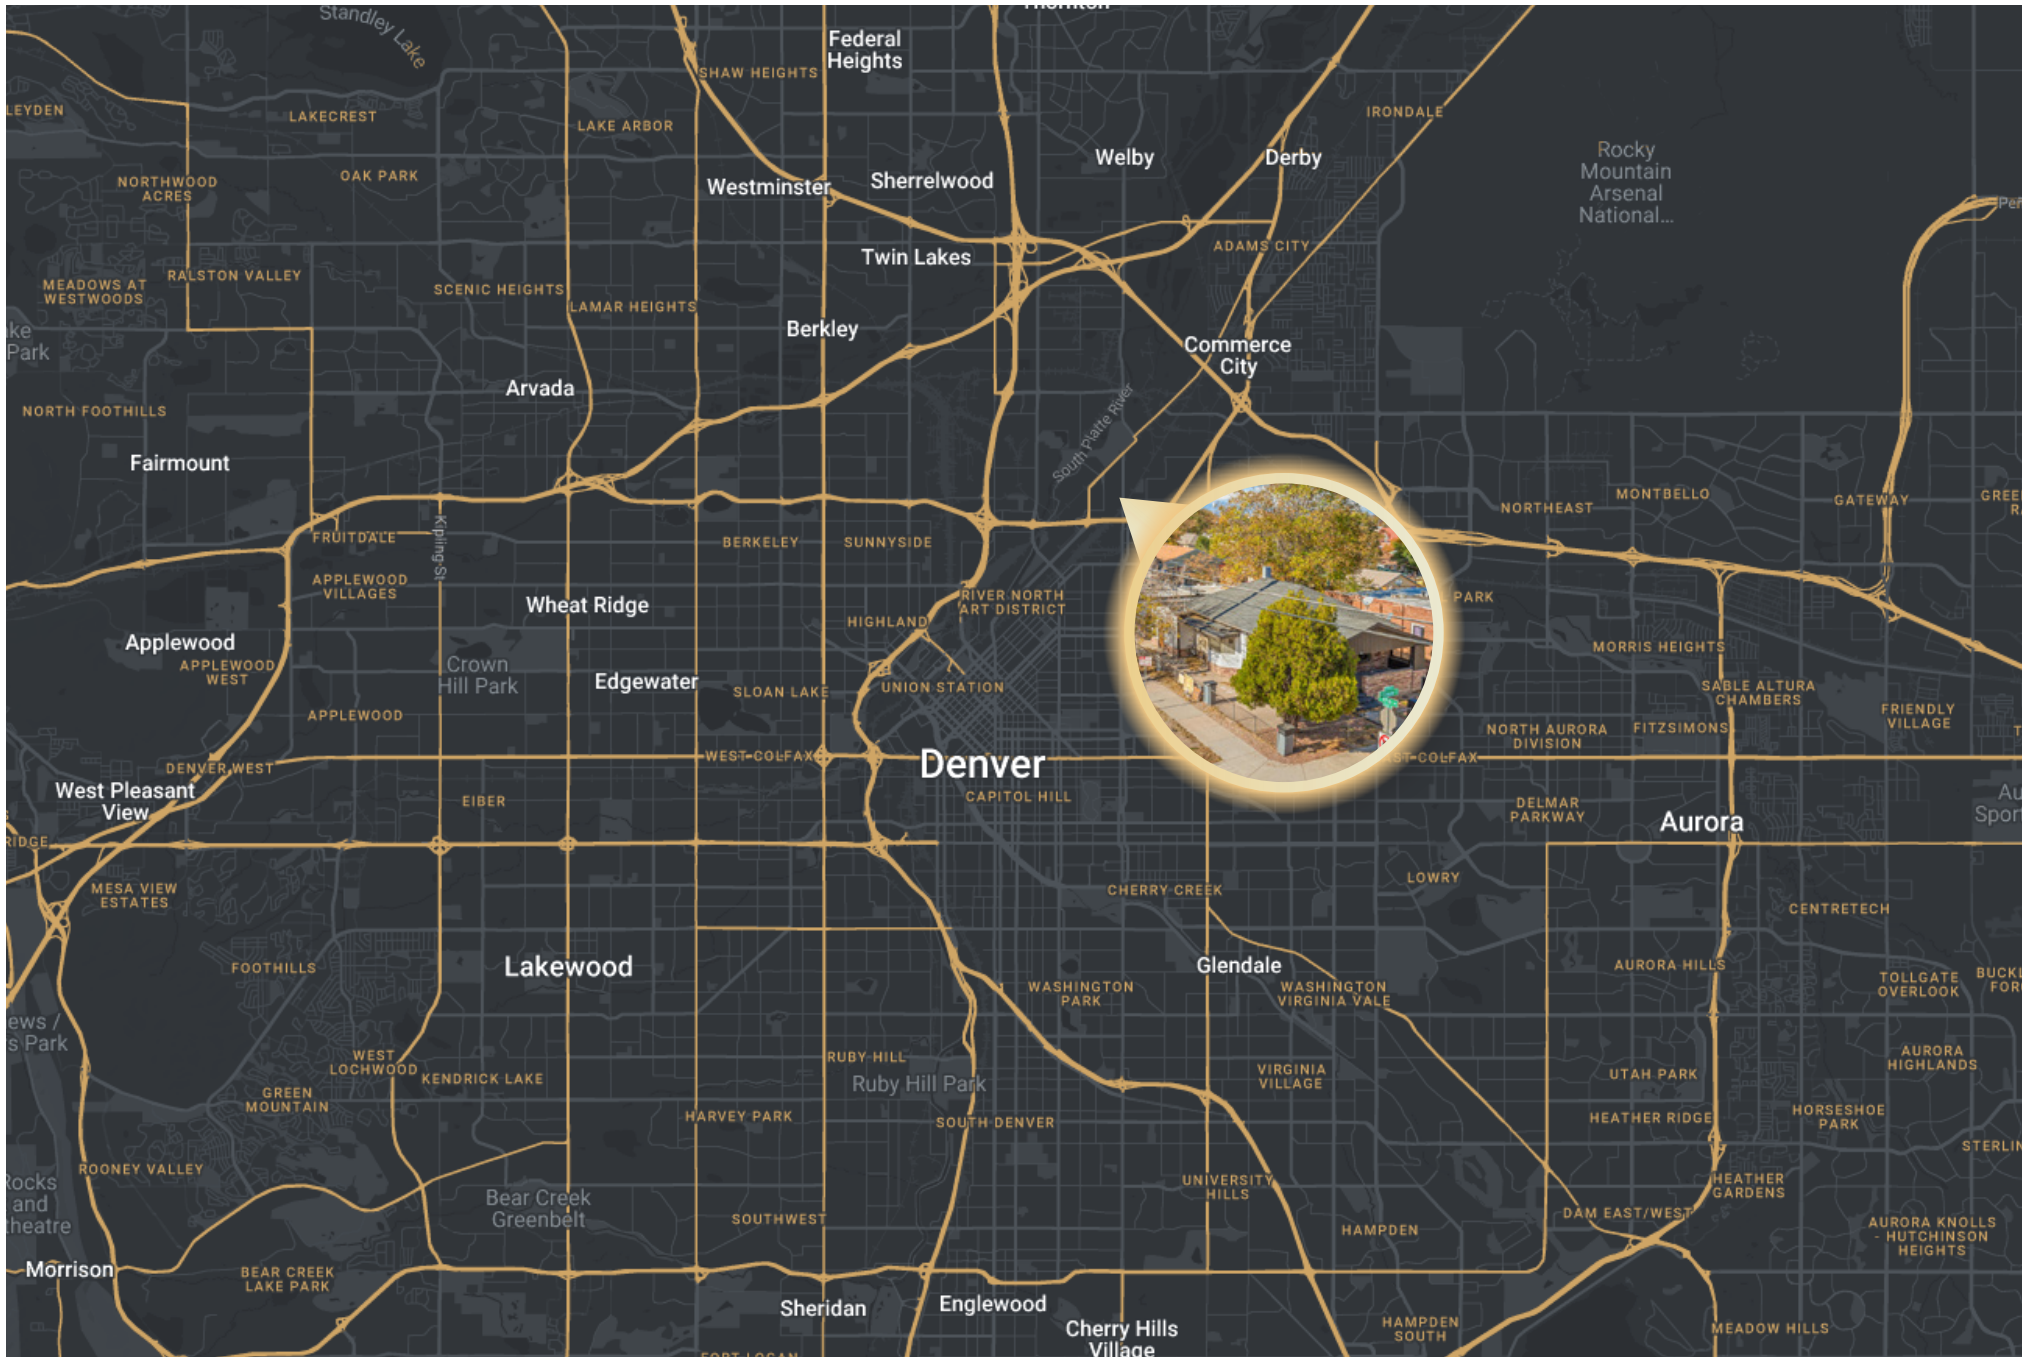 Thornton
Standley Lake
Federal
Heights
SHAW HEIGHTS
LEYDEN
LAKECREST
LAKE ARBOR
IRONDALE
Rocky
Mountain
Arsenal
National...
Welby
Derby
OAK PARK
NORTHWOOD
ACRES
Westminster
Sherrelwood
Twin Lakes
ADAMS CITY
RALSTON VALLEY
MEADOWS AT
WESTWOODS
SCENIC HEIGHTS
LAMAR HEIGHTS
Berkley
Park
Commerce
City
Arvada
NORTH FOOTHILLS
South Platte River
Fairmount
NORTHEAST
MONTBELLO
GATEWAY
Kipling St
FRUITDALE
BERKELEY
SUNNYSIDE
APPLEWOOD
VILLAGES
Wheat Ridge
RIVER NORTH
ART DISTRICT
PARK
HIGHLAND
Applewood
APPLEWOOD
WEST
Crown
Hill Park
Edgewater
SLOAN LAKE
UNION STATION
MORRIS HEIGHTS
SABLE ALTURA
CHAMBERS
APPLEWOOD
FRIENDLY
VILLAGE
NORTH AURORA
DIVISION
FITZSIMONS
DENVER WEST
WEST COLFAX
Denver
ST COLFAX
CAPITOL HILL
West Pleasant
View
EIBER
DELMAR
PARKWAY
Aurora
RIDGE
MESA VIEW
ESTATES
CHERRY CREEK
LOWRY
CENTRETECH
FOOTHILLS
Lakewood
Glendale
AURORA HILLS
WASHINGTON
PARK
WASHINGTON
VIRGINIA VALE
TOLLGATE
OVERLOOK
ews /
s Park
WEST
LOCHWOOD
KENDRICK LAKE
RUBY HILL
Ruby Hill Park
VIRGINIA
VILLAGE
UTAH PARK
AURORA
HIGHLANDS
GREEN
MOUNTAIN
HARVEY PARK
SOUTH DENVER
HEATHER RIDGE
HORSESHOE
PARK
ROONEY VALLEY
Rocks
and
theatre
Bear Creek
Greenbelt
UNIVERSITY
HILLS
HEATHER
GARDENS
SOUTHWEST
HAMPDEN
DAM EAST/WEST
AURORA KNOLLS
- HUTCHINSON
HEIGHTS
Morrison
BEAR CREEK
LAKE PARK
Sheridan
Englewood
Cherry Hills
Village
HAMPDEN
SOUTH
MEADOW HILLS
FORT LOGAN